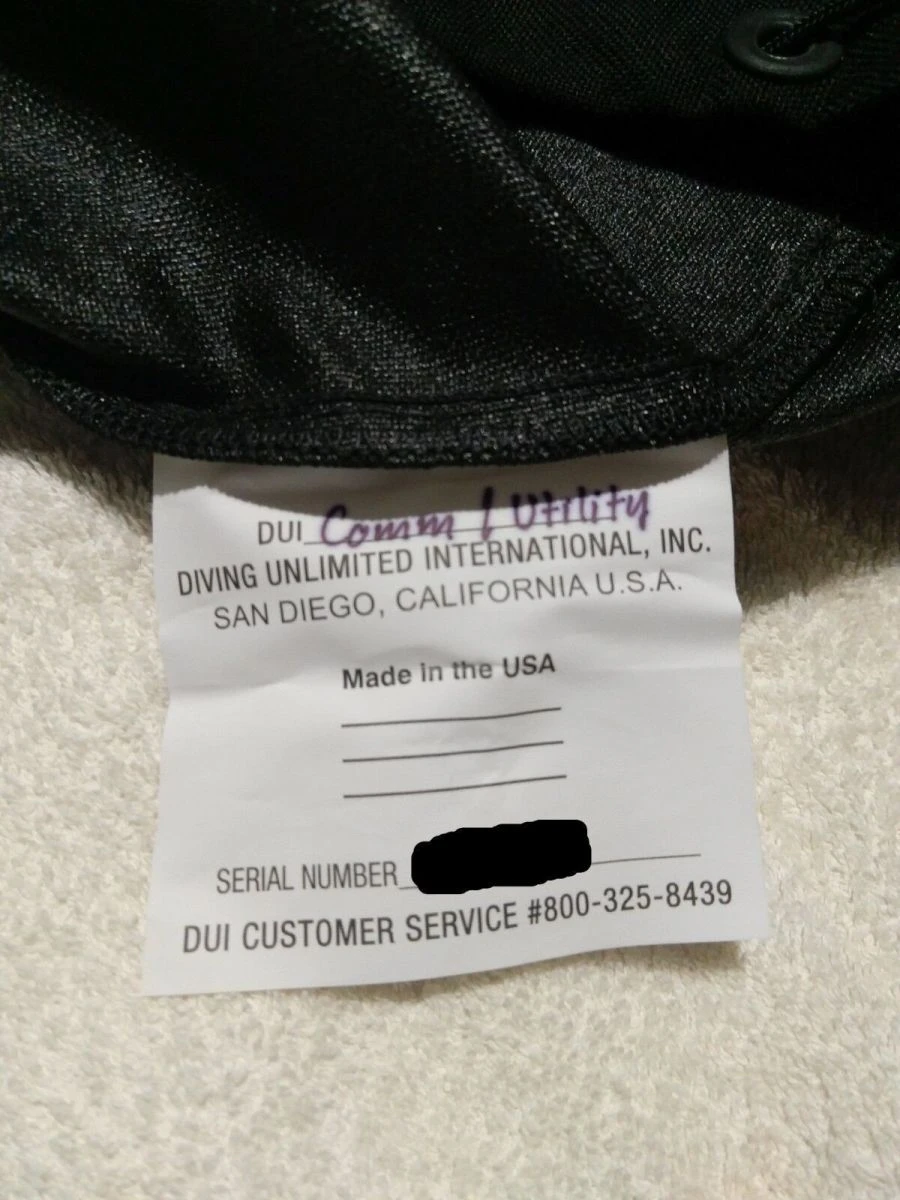 DUI Comm / Utility
DIVING UNLIMITED INTERNATIONAL, INC.
SAN DIEGO, CALIFORNIA U.S.A.
Made in the USA
SERIAL NUMBER
DUI CUSTOMER SERVICE #800-325-8439